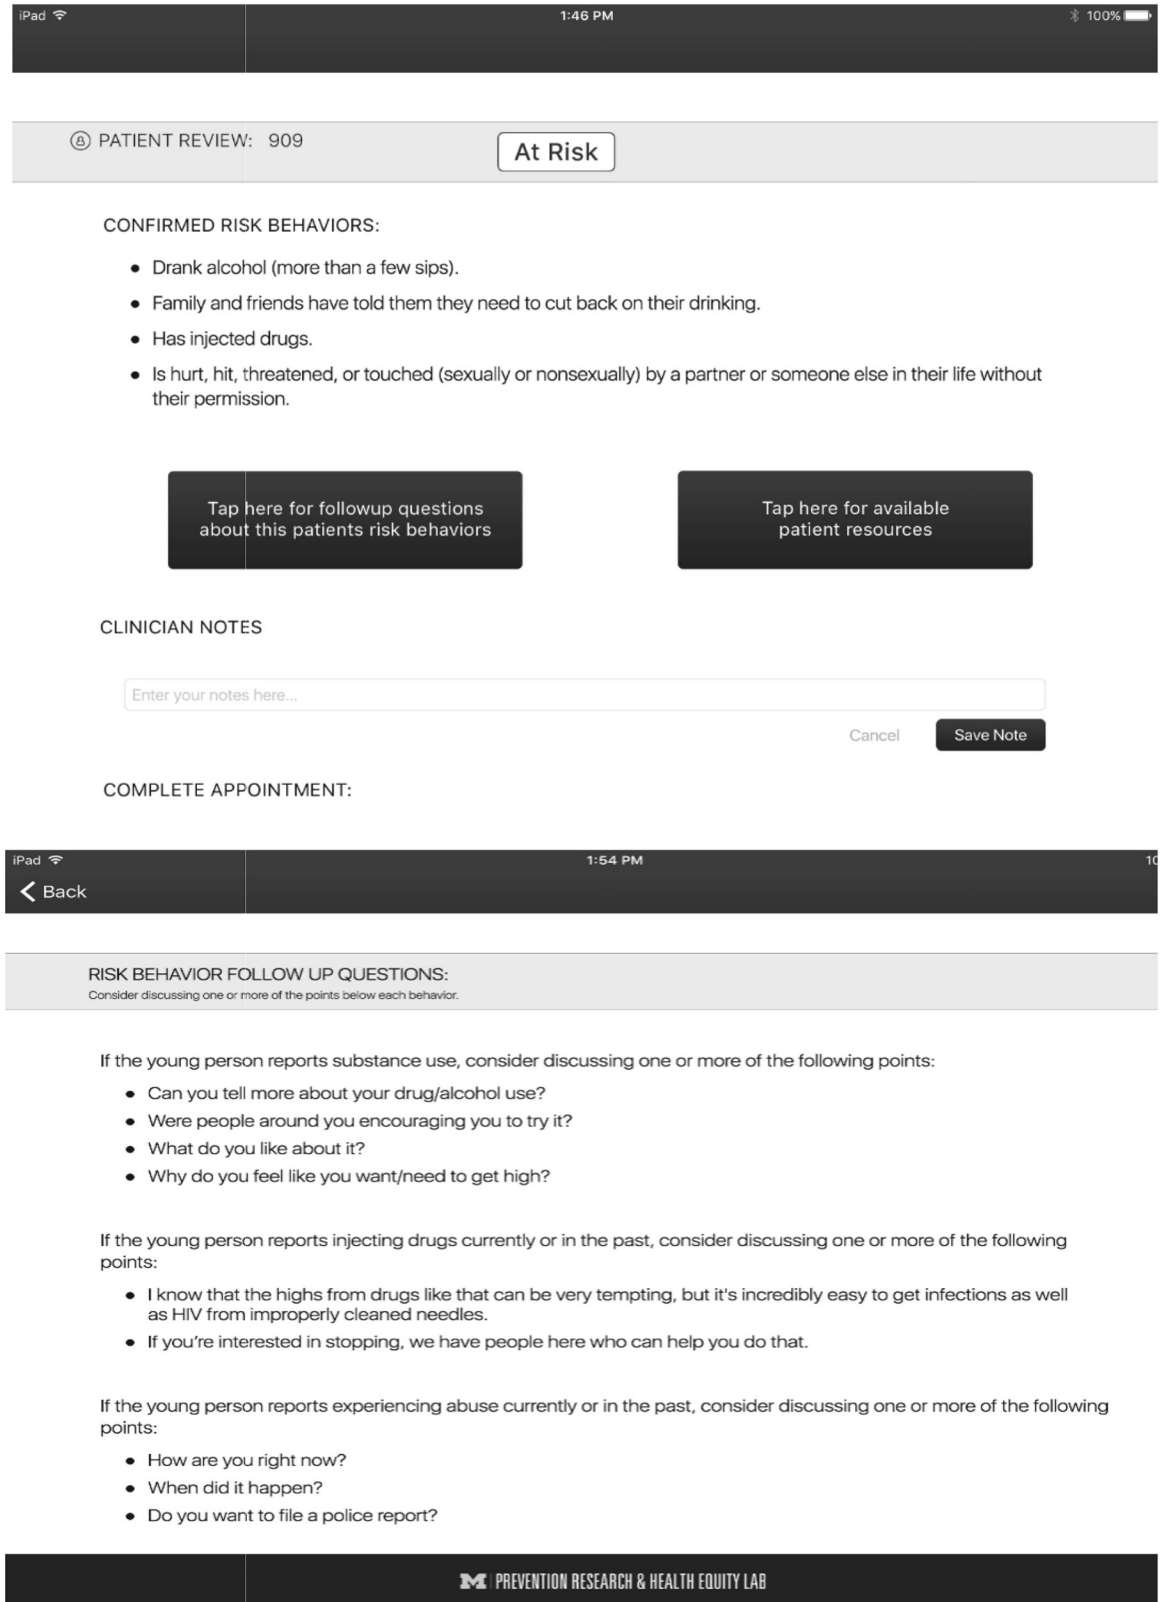 iPad 1:46 PM 100%
PATIENT REVIEW: 909
At Risk
CONFIRMED RISK BEHAVIORS:
• Drank alcohol (more than a few sips).
• Family and friends have told them they need to cut back on their drinking.
• Has injected drugs.
• Is hurt, hit, threatened, or touched (sexually or nonsexually) by a partner or someone else in their life without
their permission.
Tap here for followup questions
about this patients risk behaviors
Tap here for available
patient resources
CLINICIAN NOTES
Enter your notes here...
Cancel Save Note
COMPLETE APPOINTMENT:
iPad 1:54 PM 10
Back
RISK BEHAVIOR FOLLOW UP QUESTIONS:
Consider discussing one or more of the points below each behavior.
If the young person reports substance use, consider discussing one or more of the following points:
• Can you tell more about your drug/alcohol use?
• Were people around you encouraging you to try it?
• What do you like about it?
• Why do you feel like you want/need to get high?
If the young person reports injecting drugs currently or in the past, consider discussing one or more of the following
points:
• I know that the highs from drugs like that can be very tempting, but it's incredibly easy to get infections as well
as HIV from improperly cleaned needles.
• If you're interested in stopping, we have people here who can help you do that.
If the young person reports experiencing abuse currently or in the past, consider discussing one or more of the following
points:
• How are you right now?
• When did it happen?
• Do you want to file a police report?
M PREVENTION RESEARCH & HEALTH EQUITY LAB